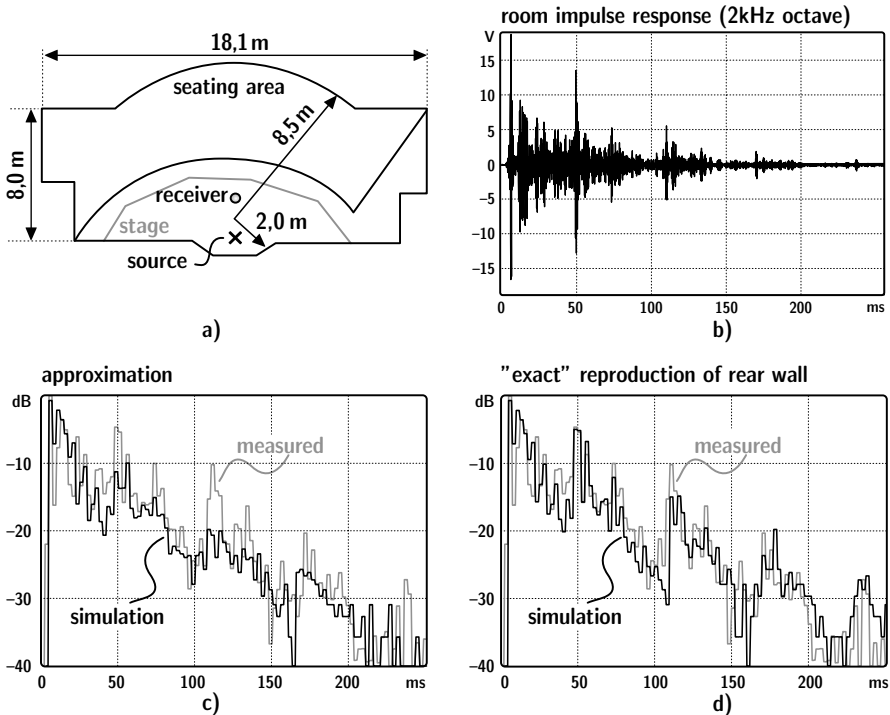 18,1 m
seating area
8,5 m
8,0 m
receiver
2,0 m
stage
source
a)
room impulse response (2kHz octave)
V
15
10
5
0
−5
−10
−15
0
50
100
150
200
ms
b)
approximation
dB
measured
−10
−20
simulation
−30
−40
0
50
100
150
200
ms
c)
"exact" reproduction of rear wall
dB
measured
−10
−20
simulation
−30
−40
0
50
100
150
200
ms
d)